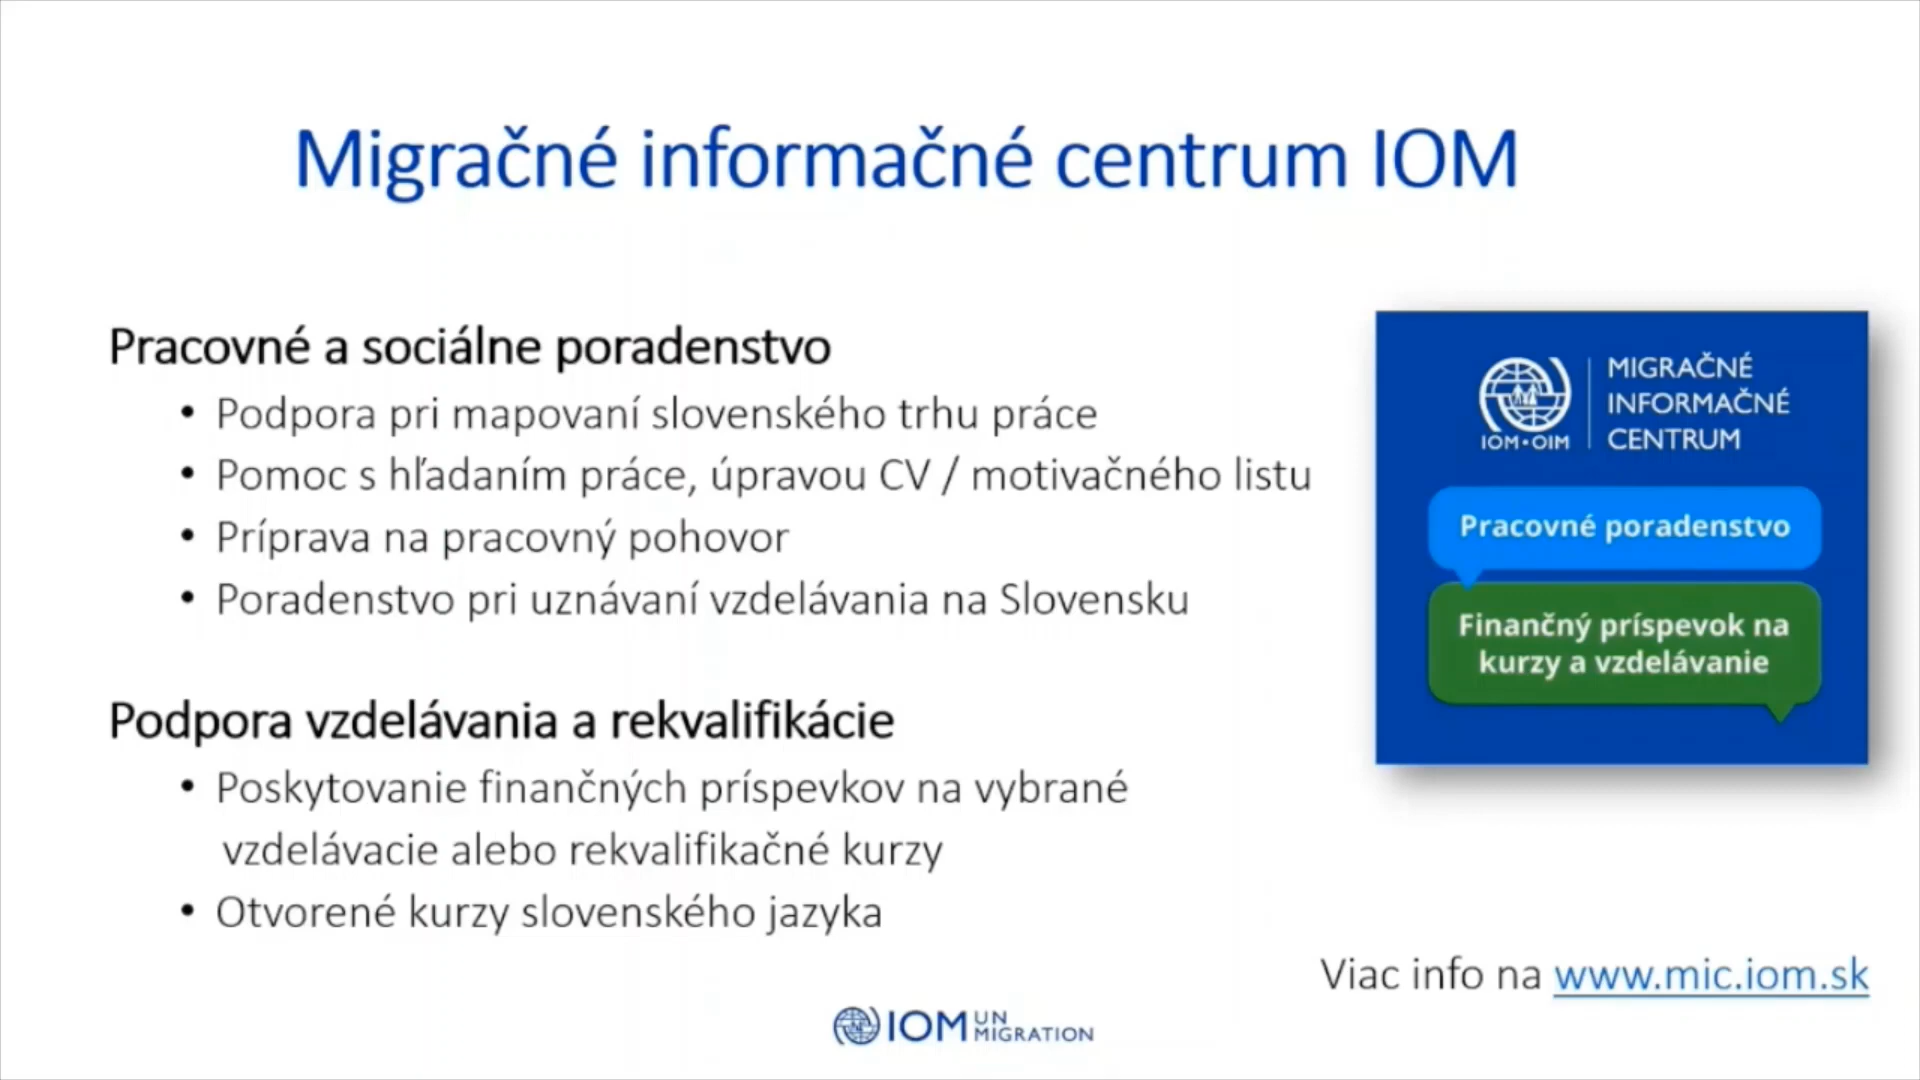 Migračné informačné centrum IOM
Pracovné a sociálne poradenstvo
• Podpora pri mapovaní slovenského trhu práce
• Pomoc s hľadaním práce, úpravou CV / motivačného listu
• Príprava na pracovný pohovor
• Poradenstvo pri uznávaní vzdelávania na Slovensku
Podpora vzdelávania a rekvalifikácie
• Poskytovanie finančných príspevkov na vybrané
vzdelávacie alebo rekvalifikačné kurzy
• Otvorené kurzy slovenského jazyka
IOM•OIM
MIGRAČNÉ
INFORMAČNÉ
CENTRUM
Pracovné poradenstvo
Finančný príspevok na
kurzy a vzdelávanie
Viac info na www.mic.iom.sk
IOM UN
MIGRATION